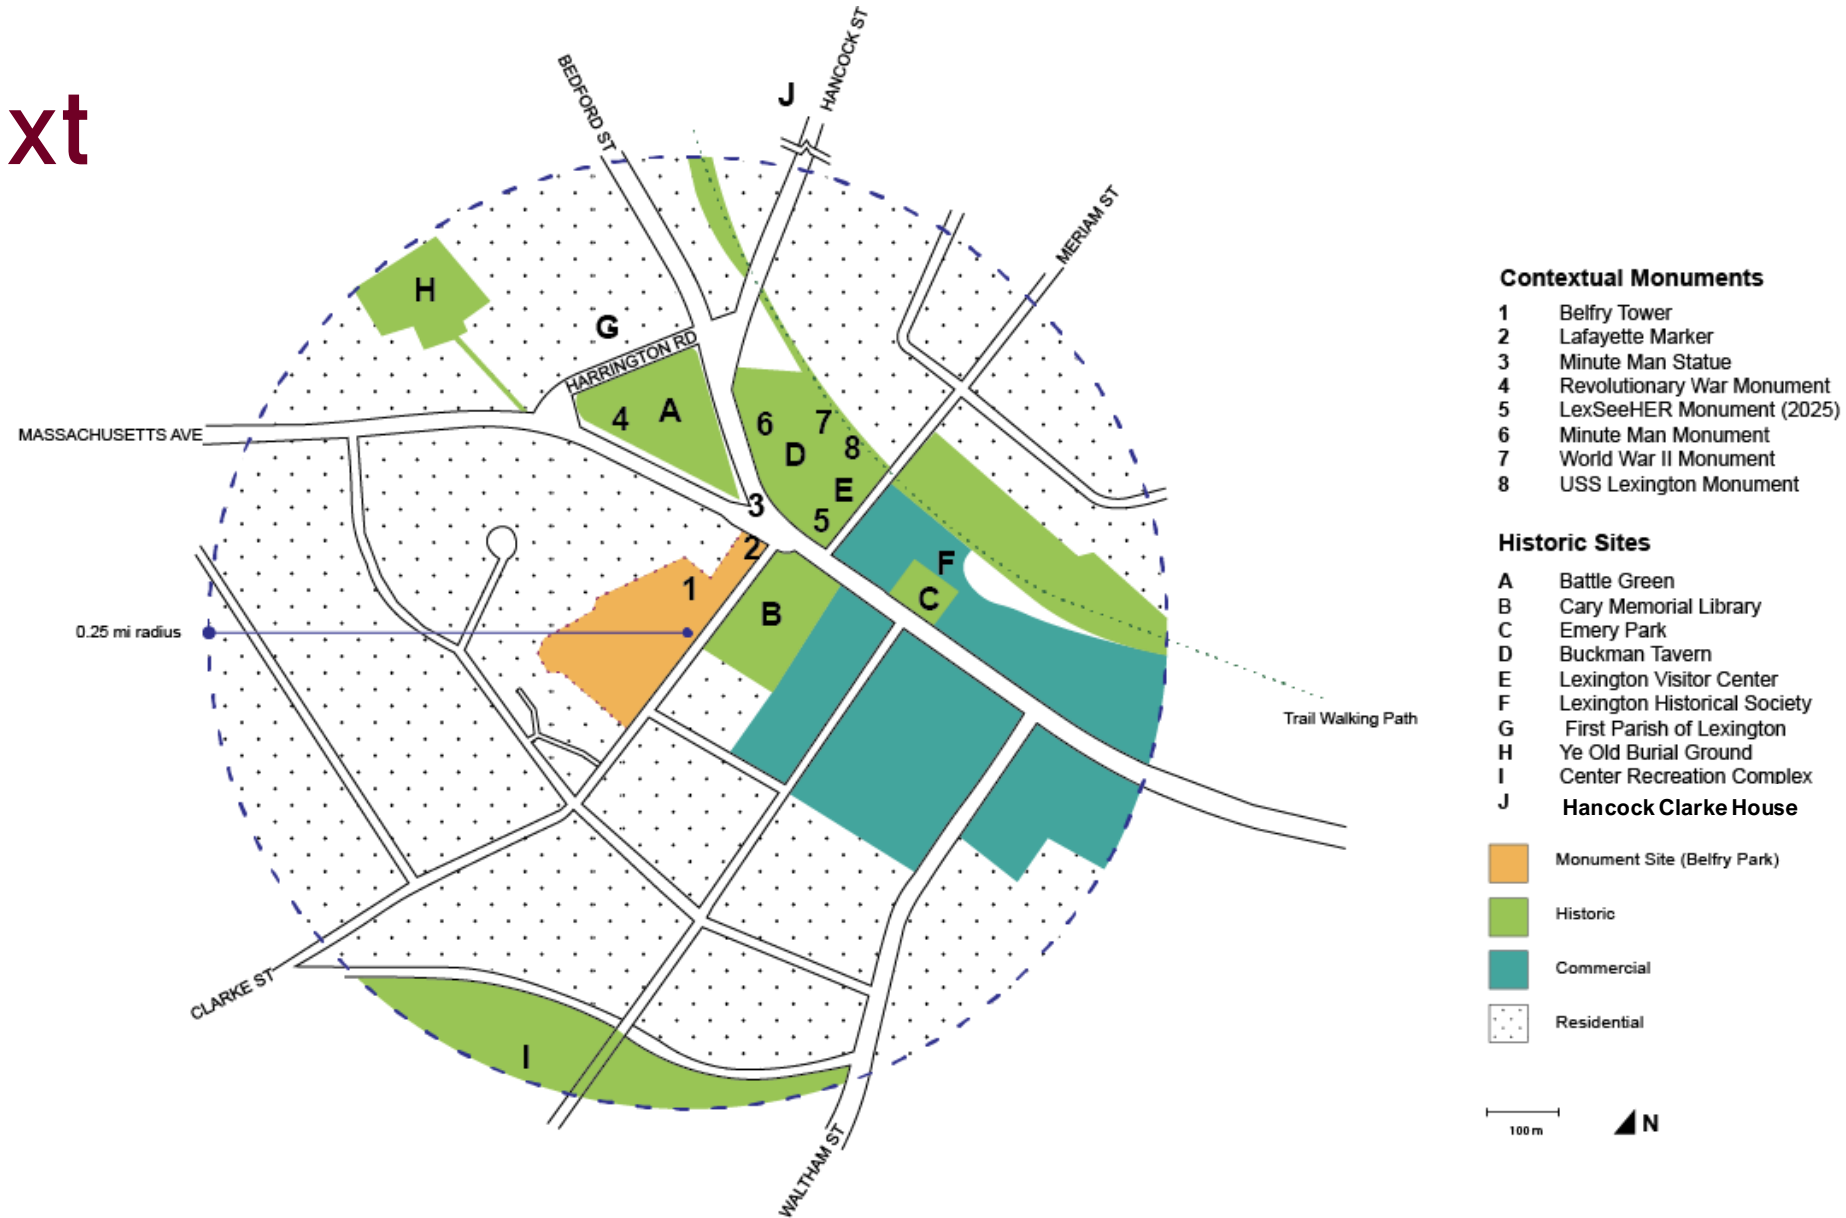 xt
BEDFORD ST
J
HANCOCK ST
MERIAM ST
H
G
HARRINGTON RD
MASSACHUSETTS AVE
4
A
6
7
D
8
E
3
5
2
1
F
C
B
0.25 mi radius
Trail Walking Path
CLARKE ST
I
WALTHAM ST
Contextual Monuments
1 Belfry Tower
2 Lafayette Marker
3 Minute Man Statue
4 Revolutionary War Monument
5 LexSeeHER Monument (2025)
6 Minute Man Monument
7 World War II Monument
8 USS Lexington Monument
Historic Sites
A Battle Green
B Cary Memorial Library
C Emery Park
D Buckman Tavern
E Lexington Visitor Center
F Lexington Historical Society
G First Parish of Lexington
H Ye Old Burial Ground
I Center Recreation Complex
J Hancock Clarke House
Monument Site (Belfry Park)
Historic
Commercial
Residential
100 m
N